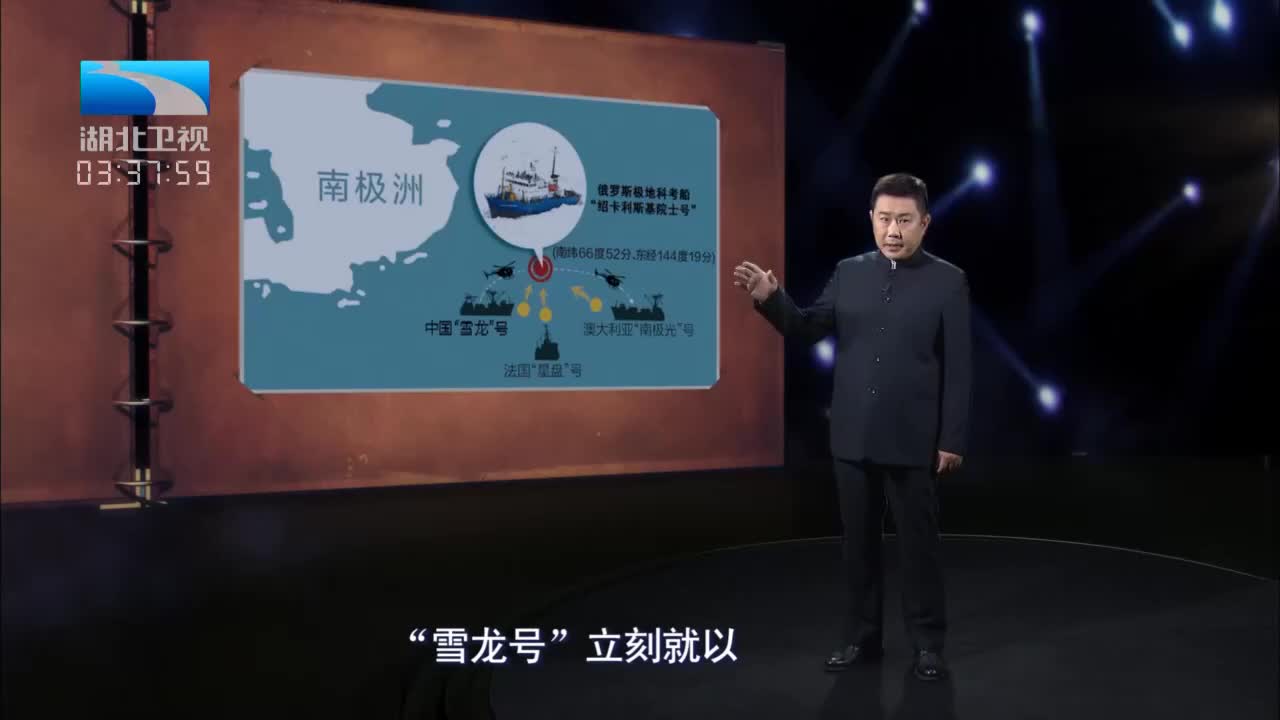 湖北卫视
03:37:59
南极洲
俄罗斯极地科考船
“绍卡利斯基院士号”
(南纬66度52分、东经144度19分)
中国“雪龙”号
澳大利亚“南极光”号
法国“星盘”号
“雪龙号”立刻就以